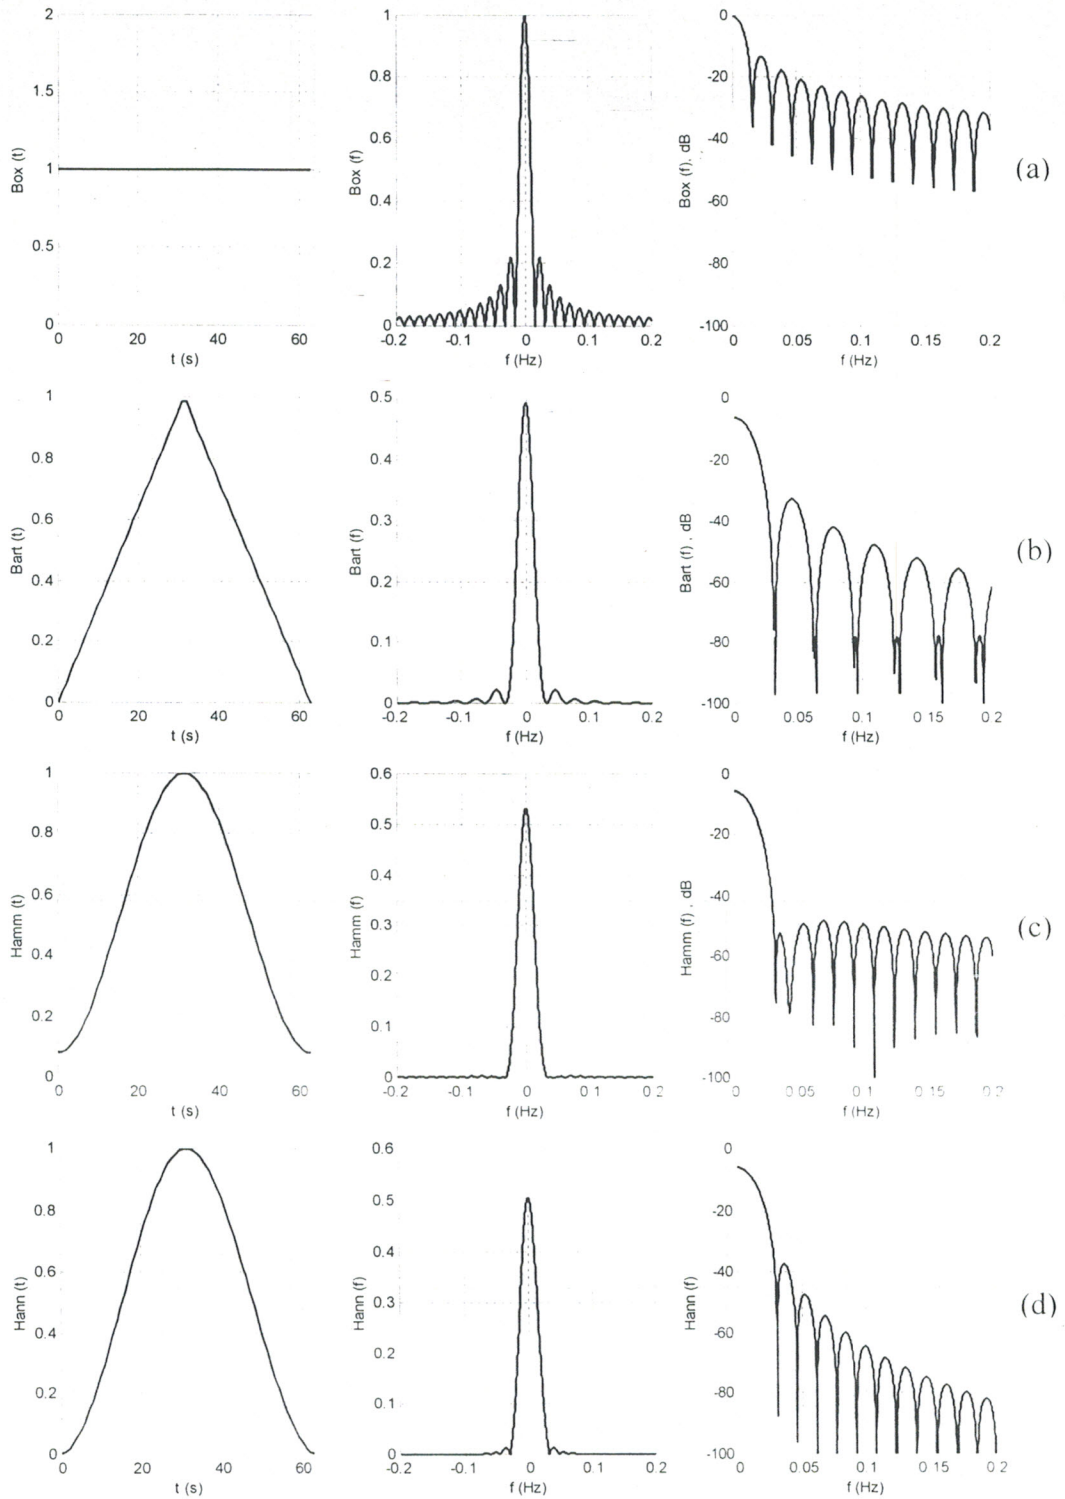 2
1.5
1
0.5
0
Box (t)
0 20 40 60
t (s)
1
0.8
0.6
0.4
0.2
0
Box (f)
-0.2 -0.1 0 0.1 0.2
f (Hz)
0
-20
-40
-60
-80
-100
Box (f), dB
0 0.05 0.1 0.15 0.2
f (Hz)
(a)
1
0.8
0.6
0.4
0.2
0
Bart (t)
0 20 40 60
t (s)
0.5
0.4
0.3
0.2
0.1
0
Bart (f)
-0.2 -0.1 0 0.1 0.2
f (Hz)
0
-20
-40
-60
-80
-100
Bart (f) , dB
0 0.05 0.1 0.15 0.2
f (Hz)
(b)
1
0.8
0.6
0.4
0.2
0
Hamm (t)
0 20 40 60
t (s)
0.6
0.5
0.4
0.3
0.2
0.1
0
Hamm (f)
-0.2 -0.1 0 0.1 0.2
f (Hz)
0
-20
-40
-60
-80
-100
Hamm (f) , dB
0 0.05 0.1 0.15 0.2
f (Hz)
(c)
1
0.8
0.6
0.4
0.2
0
Hann (t)
0 20 40 60
t (s)
0.6
0.5
0.4
0.3
0.2
0.1
0
Hann (f)
-0.2 -0.1 0 0.1 0.2
f (Hz)
0
-20
-40
-60
-80
-100
Hann (f)
0 0.05 0.1 0.15 0.2
f (Hz)
(d)